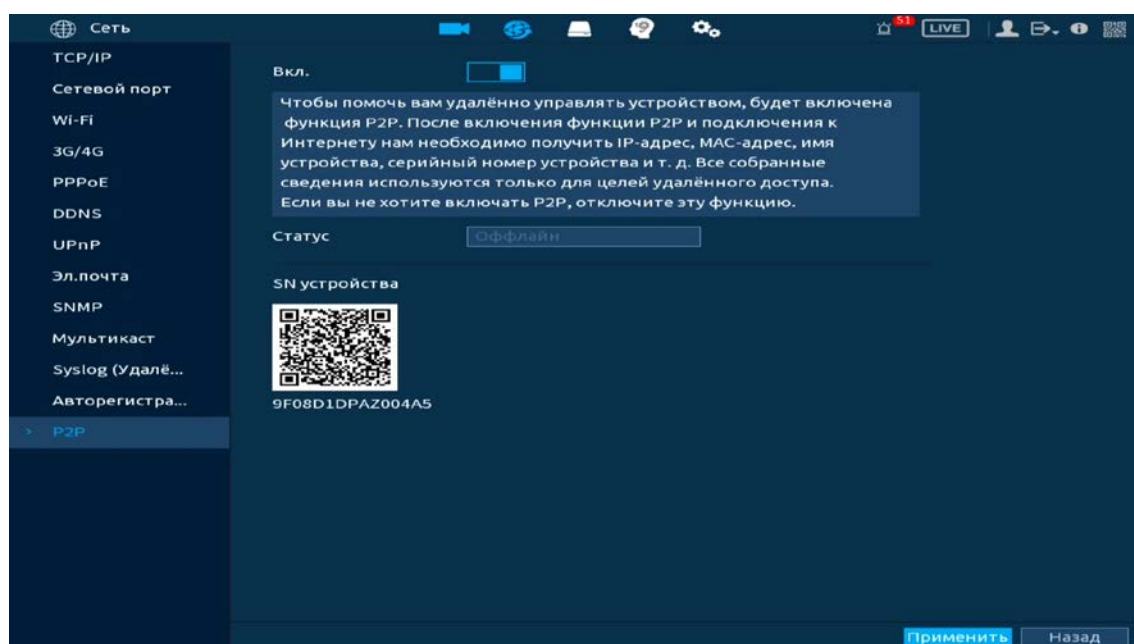 Сеть
51
LIVE
TCP/IP
Сетевой порт
Wi-Fi
3G/4G
PPPoE
DDNS
UPnP
Эл.почта
SNMP
Мультикаст
Syslog (Удалё...
Авторегистра...
P2P
Вкл.
Чтобы помочь вам удалённо управлять устройством, будет включена
функция P2P. После включения функции P2P и подключения к
Интернету нам необходимо получить IP-адрес, MAC-адрес, имя
устройства, серийный номер устройства и т. д. Все собранные
сведения используются только для целей удалённого доступа.
Если вы не хотите включать P2P, отключите эту функцию.
Статус
Оффлайн
SN устройства
9F08D1DPAZ004A5
Применить
Назад